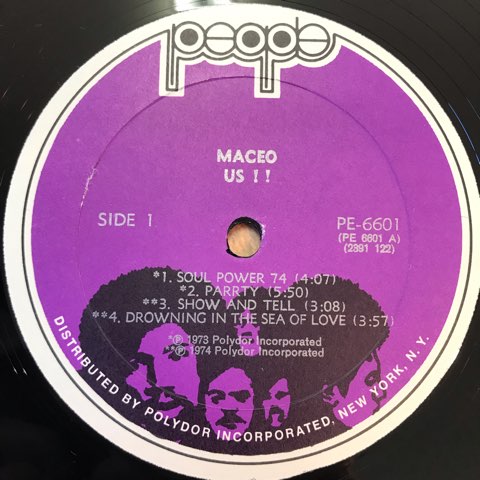 people
MACEO
US ! !
SIDE 1
PE-6601
(PE 6601 A)
(2391 122)
*1. SOUL POWER 74 (4:07)
*2. PARRTY (5:50)
**3. SHOW AND TELL (3:08)
**4. DROWNING IN THE SEA OF LOVE (3:57)
*℗ 1973 Polydor Incorporated
**℗ 1974 Polydor Incorporated
DISTRIBUTED BY POLYDOR INCORPORATED, NEW YORK, N. Y.